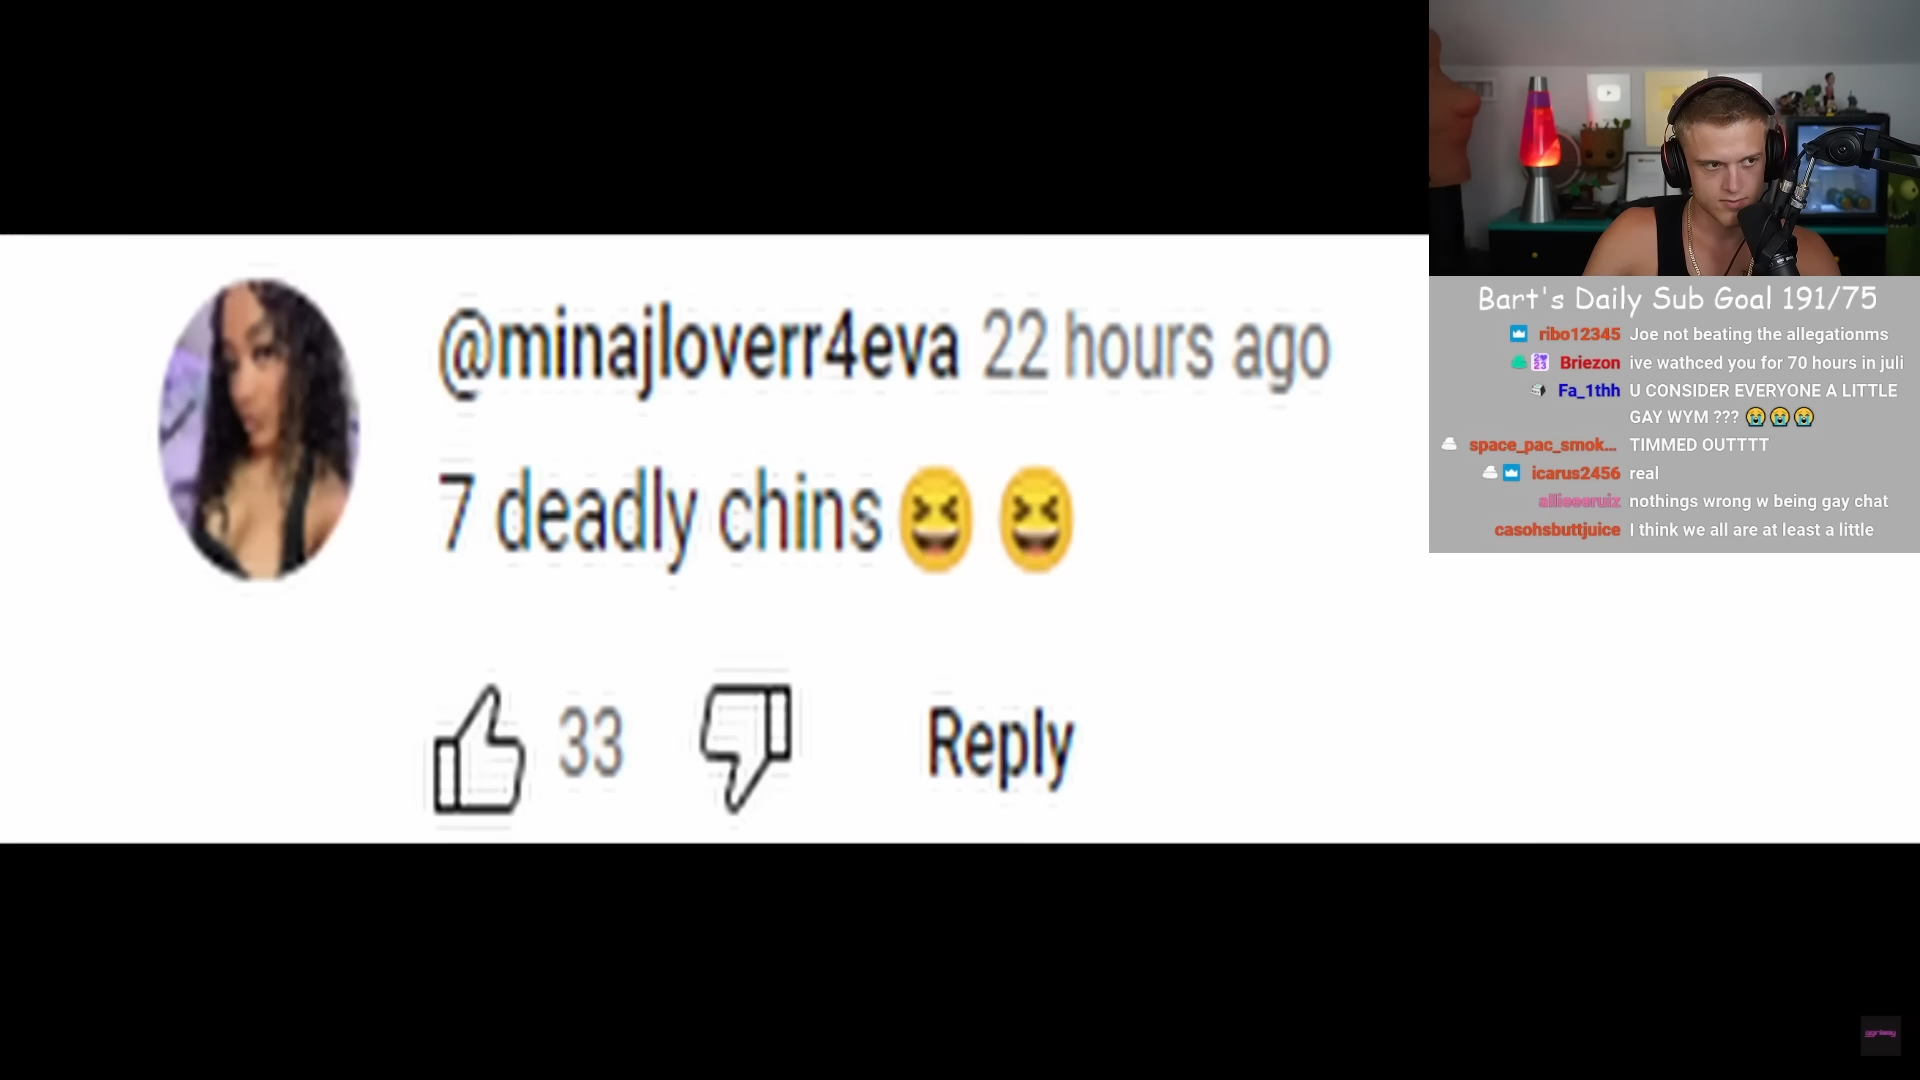 @minajloverr4eva 22 hours ago
7 deadly chins😆 😆
33
Reply
Bart's Daily Sub Goal 191/75
ribo12345 Joe not beating the allegationms
Briezon ive wathced you for 70 hours in juli
Fa_1thh U CONSIDER EVERYONE A LITTLE
GAY WYM ??? 😭😭😭
space_pac_smok... TIMMED OUTTTT
icarus2456 real
allieeeruiz nothings wrong w being gay chat
casohsbuttjuice I think we all are at least a little